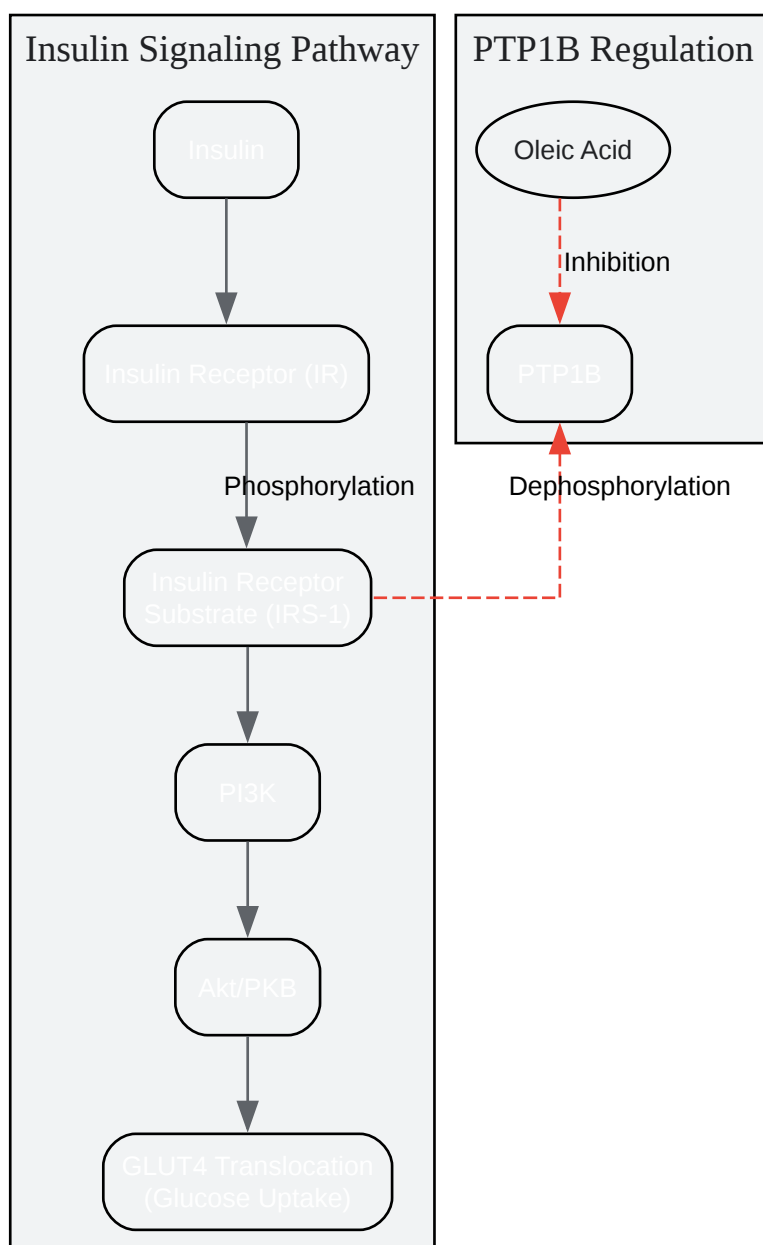 Insulin Signaling Pathway
Insulin
Insulin Receptor (IR)
Phosphorylation
Insulin Receptor
Substrate (IRS-1)
PI3K
Akt/PKB
GLUT4 Translocation
(Glucose Uptake)
PTP1B Regulation
Oleic Acid
Inhibition
PTP1B
Dephosphorylation